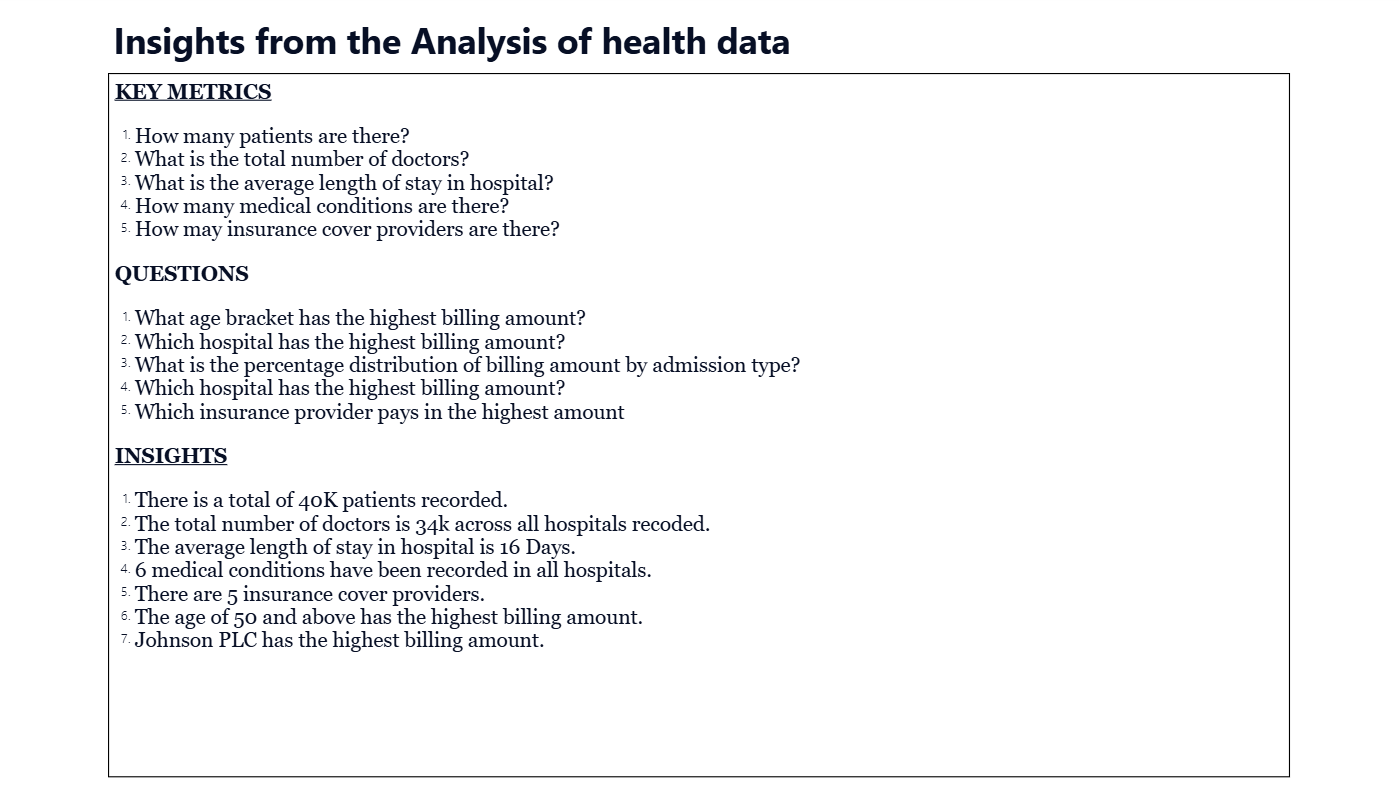 Insights from the Analysis of health data
KEY METRICS
1. How many patients are there?
2. What is the total number of doctors?
3. What is the average length of stay in hospital?
4. How many medical conditions are there?
5. How may insurance cover providers are there?
QUESTIONS
1. What age bracket has the highest billing amount?
2. Which hospital has the highest billing amount?
3. What is the percentage distribution of billing amount by admission type?
4. Which hospital has the highest billing amount?
5. Which insurance provider pays in the highest amount
INSIGHTS
1. There is a total of 40K patients recorded.
2. The total number of doctors is 34k across all hospitals recoded.
3. The average length of stay in hospital is 16 Days.
4. 6 medical conditions have been recorded in all hospitals.
5. There are 5 insurance cover providers.
6. The age of 50 and above has the highest billing amount.
7. Johnson PLC has the highest billing amount.